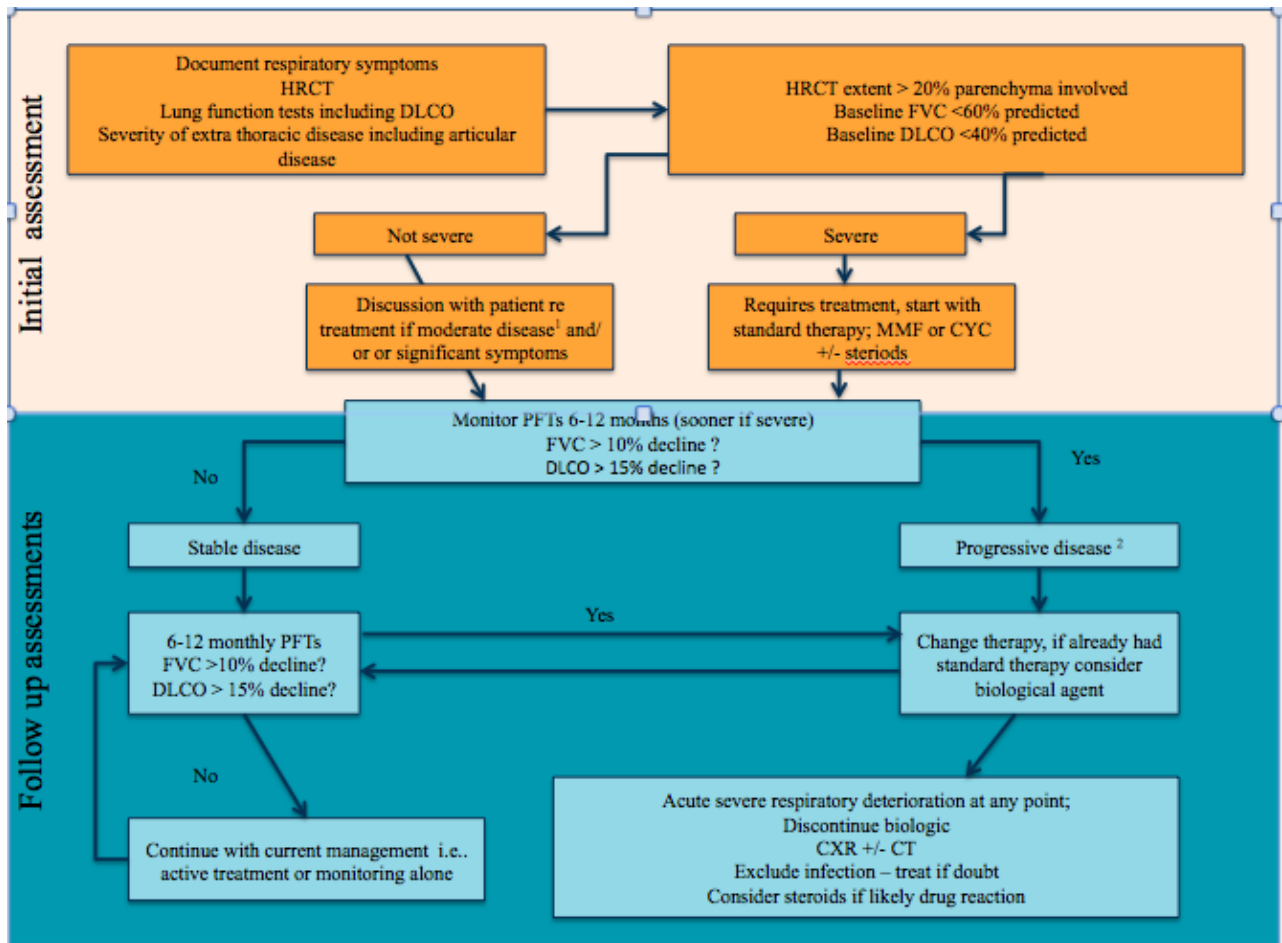 Initial assessment
Document respiratory symptoms
HRCT
Lung function tests including DLCO
Severity of extra thoracic disease including articular
disease
HRCT extent > 20% parenchyma involved
Baseline FVC <60% predicted
Baseline DLCO <40% predicted
Not severe
Severe
Discussion with patient re
treatment if moderate disease1 and/
or or significant symptoms
Requires treatment, start with
standard therapy; MMF or CYC
+/- steriods
Follow up assessments
Monitor PFTs 6-12 months (sooner if severe)
FVC > 10% decline ?
DLCO > 15% decline ?
No
Yes
Stable disease
Progressive disease 2
6-12 monthly PFTs
FVC >10% decline?
DLCO > 15% decline?
Yes
Change therapy, if already had
standard therapy consider
biological agent
No
Continue with current management i.e..
active treatment or monitoring alone
Acute severe respiratory deterioration at any point;
Discontinue biologic
CXR +/- CT
Exclude infection – treat if doubt
Consider steroids if likely drug reaction